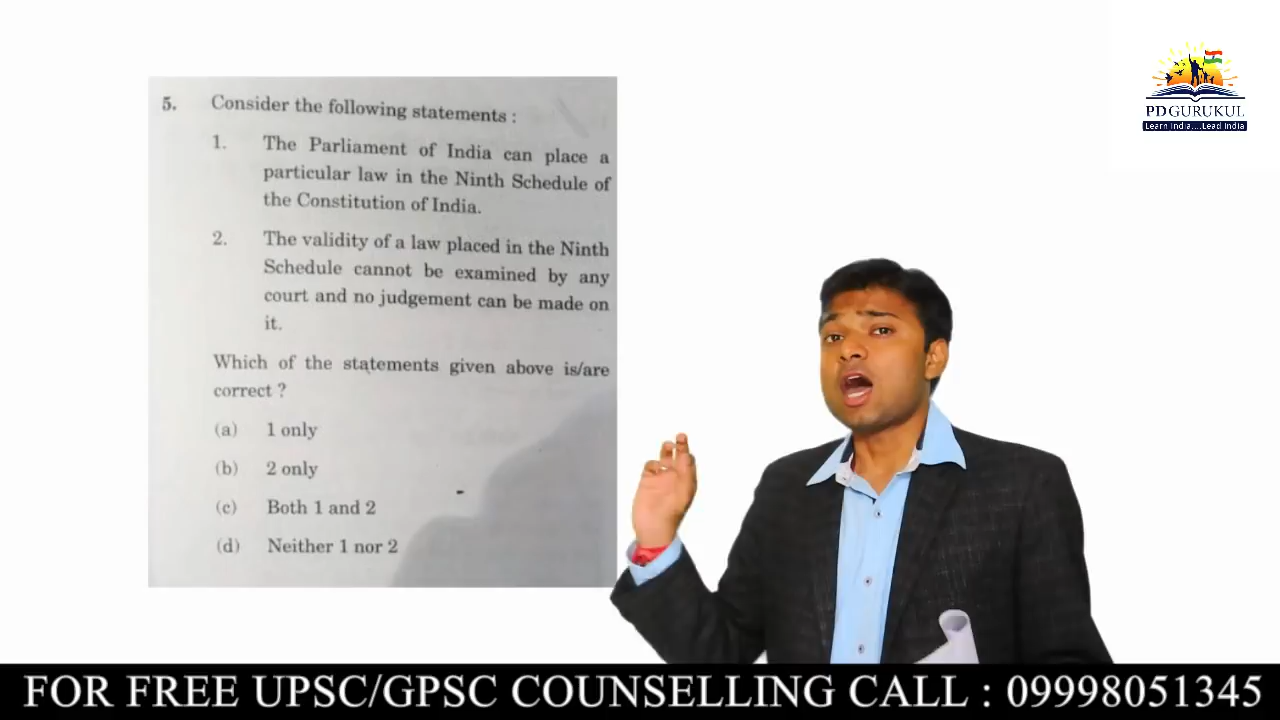 PDGURUKUL
Learn India....Lead India
5. Consider the following statements :
1. The Parliament of India can place a
particular law in the Ninth Schedule of
the Constitution of India.
2. The validity of a law placed in the Ninth
Schedule cannot be examined by any
court and no judgement can be made on
it.
Which of the statements given above is/are
correct ?
(a) 1 only
(b) 2 only
(c) Both 1 and 2
(d) Neither 1 nor 2
FOR FREE UPSC/GPSC COUNSELLING CALL : 09998051345